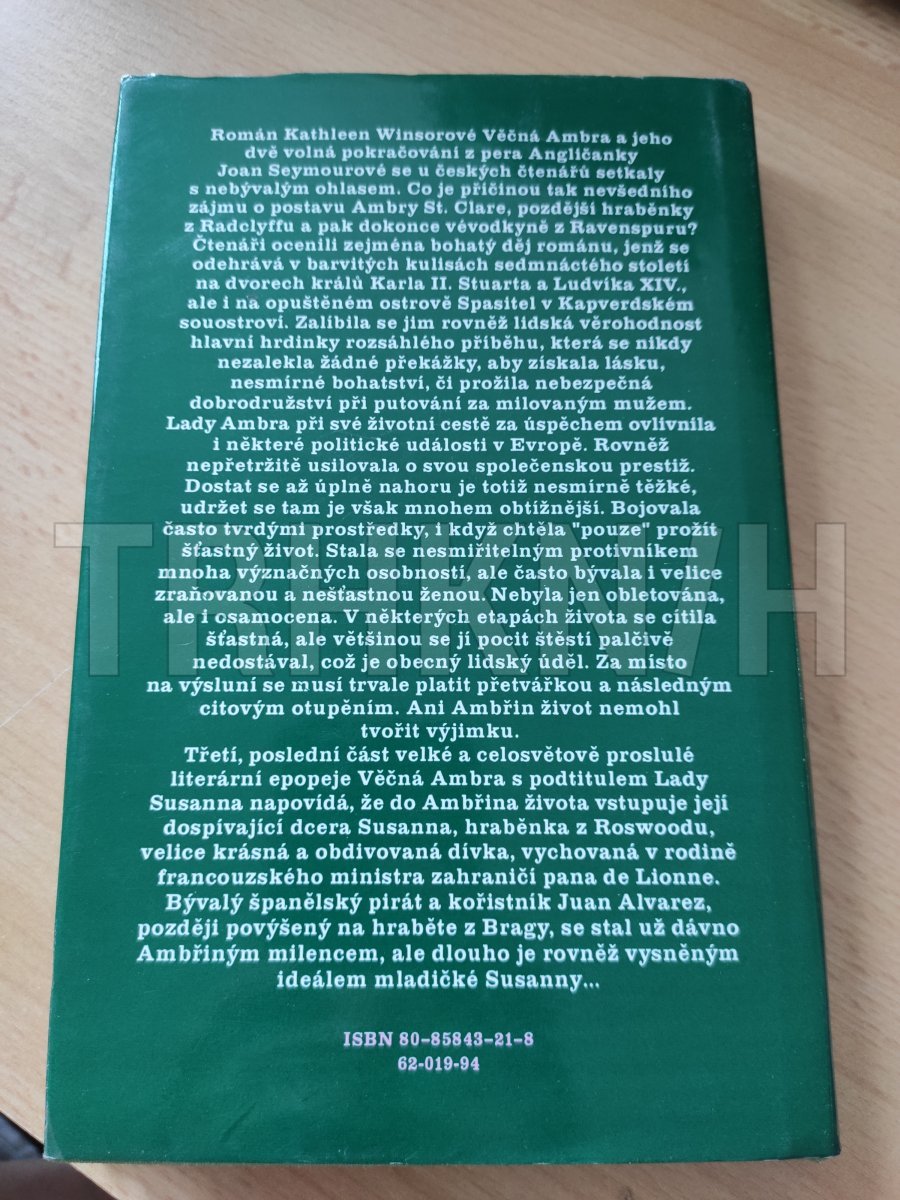 Román Kathleen Winsorové Věčná Ambra a jeho
dvě volná pokračování z pera Angličanky
Joan Seymourové se u českých čtenářů setkaly
s nebývalým ohlasem. Co je příčinou tak nevšedního
zájmu o postavu Ambry St. Clare, pozdější hraběnky
z Radclyffu a pak dokonce vévodkyně z Ravenspuru?
Čtenáři ocenili zejména bohatý děj románu, jenž se
odehrává v barvitých kulisách sedmnáctého století
na dvorech králů Karla II. Stuarta a Ludvíka XIV.,
ale i na opuštěném ostrově Spasitel v Kapverdském
souostroví. Zalíbila se jim rovněž lidská věrohodnost
hlavní hrdinky rozsáhlého příběhu, která se nikdy
nezalekla žádné překážky, aby získala lásku,
nesmírné bohatství, či prožila nebezpečná
dobrodružství při putování za milovaným mužem.
Lady Ambra při své životní cestě za úspěchem ovlivnila
i některé politické události v Evropě. Rovněž
nepřetržitě usilovala o svou společenskou prestiž.
Dostat se až úplně nahoru je totiž nesmírně těžké,
udržet se tam je však mnohem obtížnější. Bojovala
často tvrdými prostředky, i když chtěla "pouze" prožít
šťastný život. Stala se nesmiřitelným protivníkem
mnoha význačných osobností, ale často bývala i velice
zraňovanou a nešťastnou ženou. Nebyla jen obletována,
ale i osamocena. V některých etapách života se cítila
šťastná, ale většinou se jí pocit štěstí palčivě
nedostával, což je obecný lidský úděl. Za místo
na výsluní se musí trvale platit přetvářkou a následným
citovým otupěním. Ani Ambřin život nemohl
tvořit výjimku.
Třetí, poslední část velké a celosvětově proslulé
literární epopeje Věčná Ambra s podtitulem Lady
Susanna napovídá, že do Ambřina života vstupuje její
dospívající dcera Susanna, hraběnka z Roswoodu,
velice krásná a obdivovaná dívka, vychovaná v rodině
francouzského ministra zahraničí pana de Lionne.
Bývalý španělský pirát a kořistník Juan Alvarez,
později povýšený na hraběte z Bragy, se stal už dávno
Ambřiným milencem, ale dlouho je rovněž vysněným
ideálem mladičké Susanny...
ISBN 80-85843-21-8
62-019-94